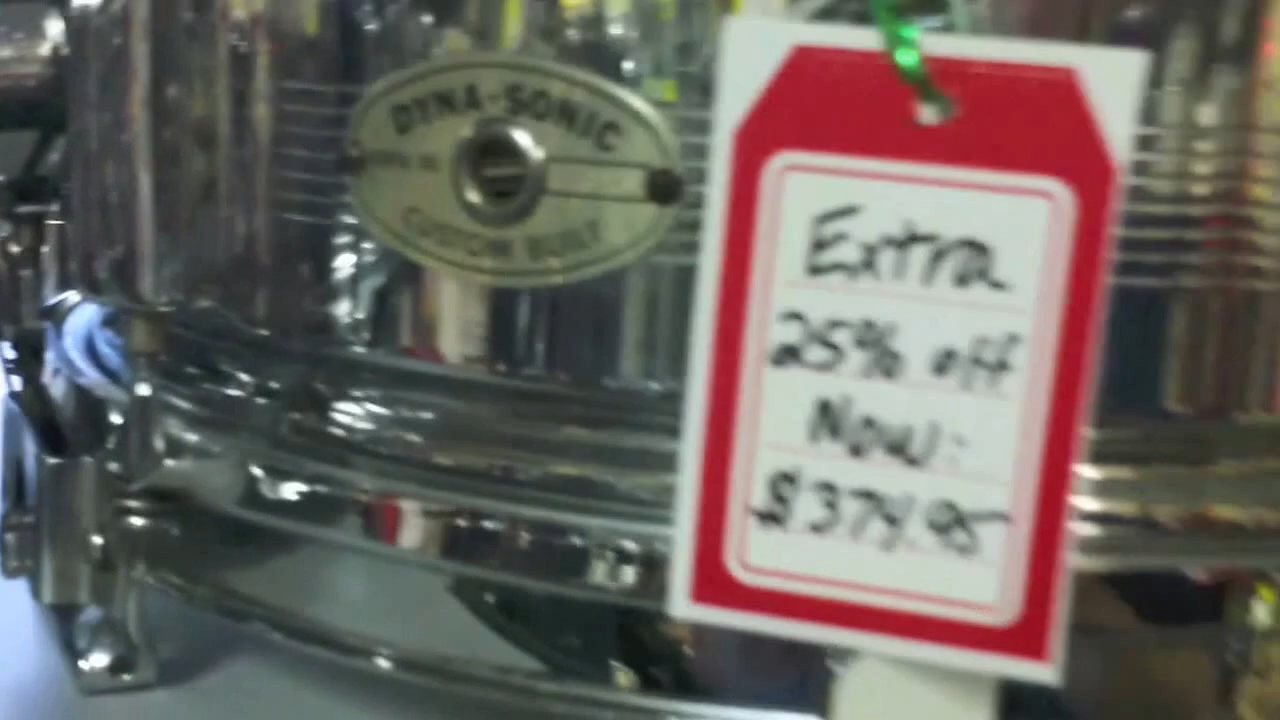 DYNA-SONIC
CUSTOM BUILT
Extra
25% off
Now:
$374.95